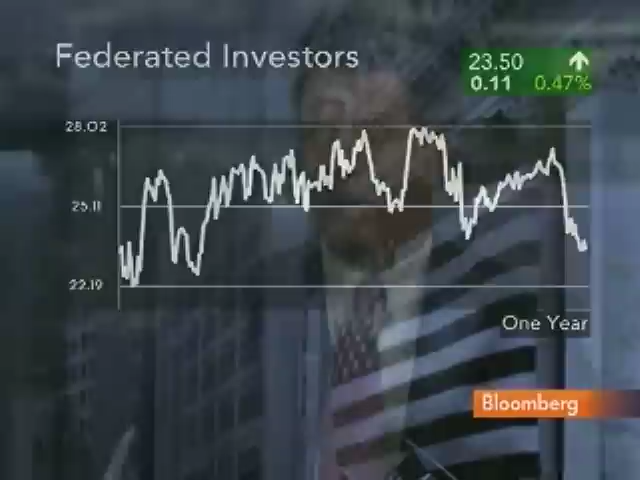 Federated Investors
23.50
0.11 0.47%
28.02
25.11
22.19
One Year
Bloomberg